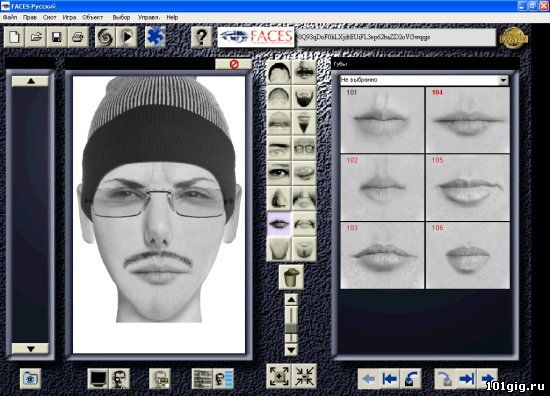 FACES Русский
Файл Прав Снот Игра Объект Выбор Управл. Help
? FACES
Губы
Не выбранно
101 104
102 105
103 106
101gig.ru